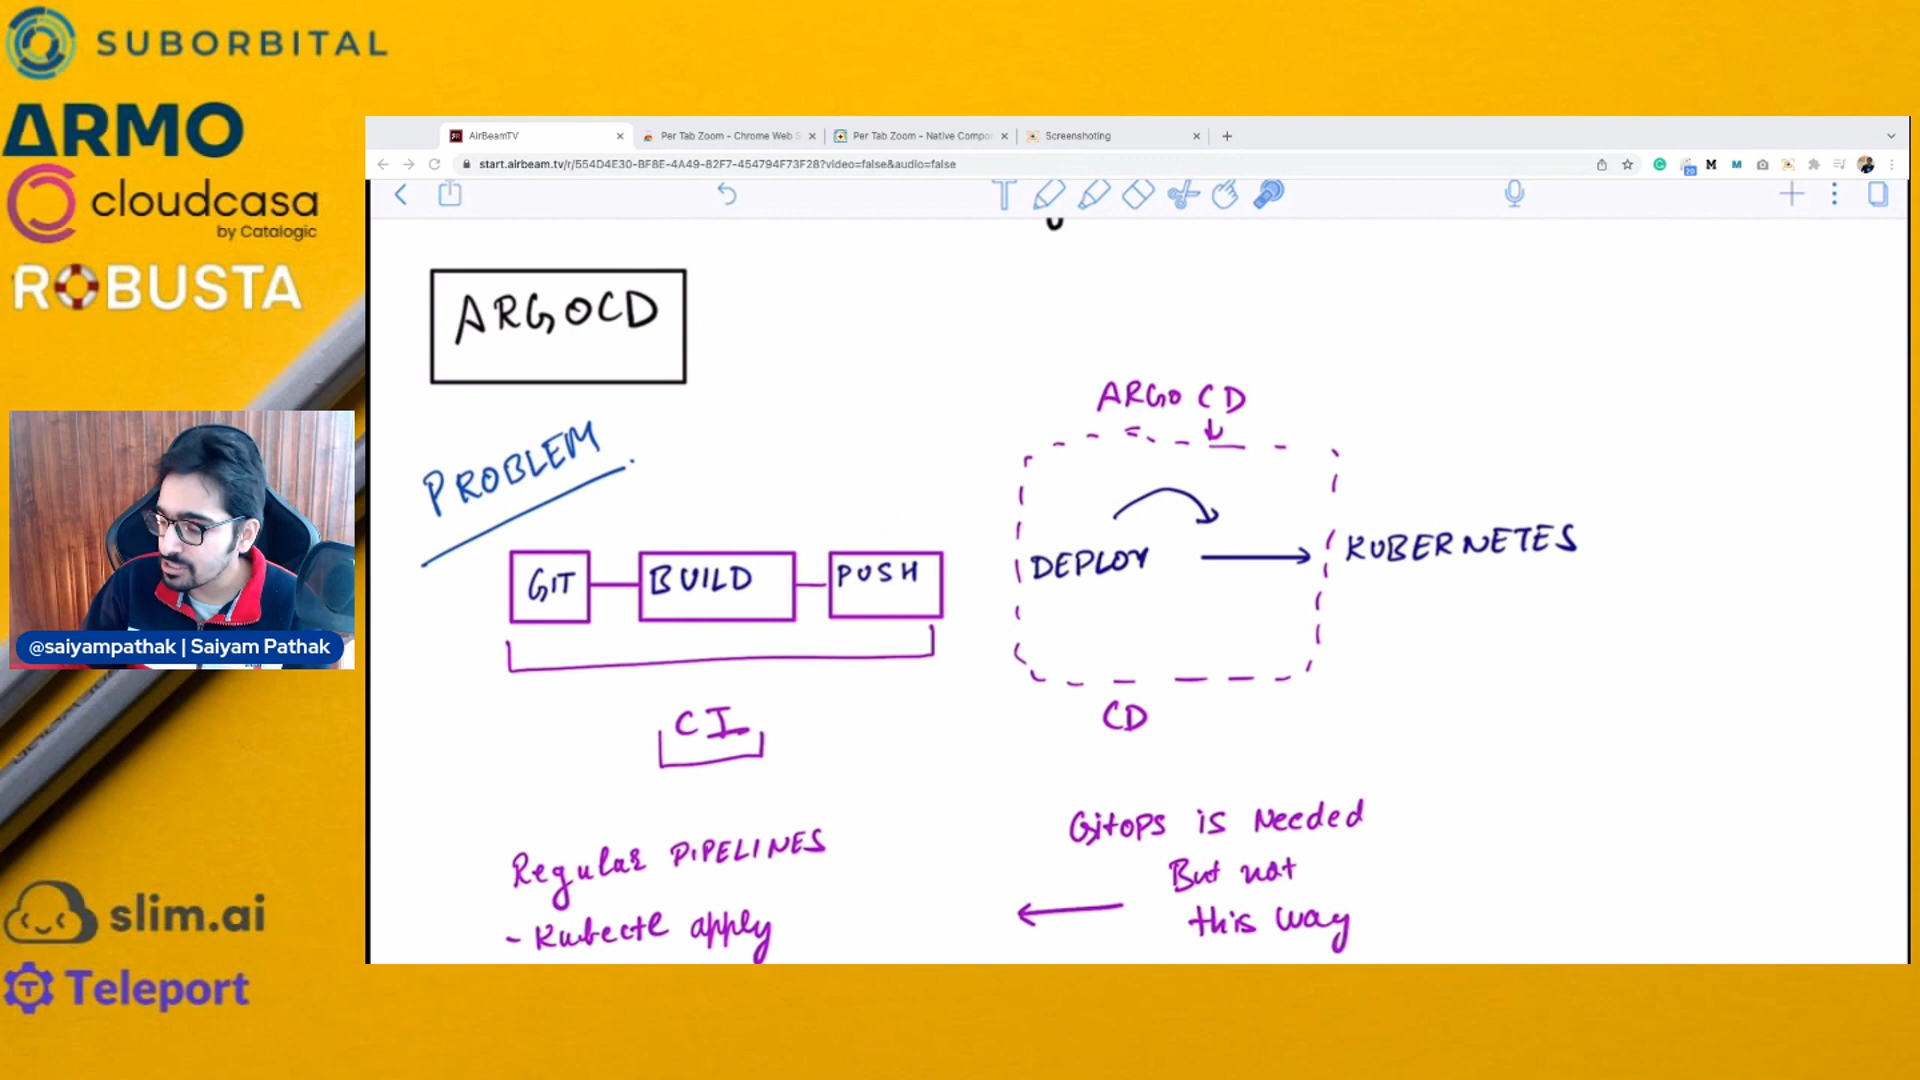 SUBORBITAL
ARMO
cloudcasa
by Catalogic
ROBUSTA
AirBeamTV
Per Tab Zoom - Chrome Web S
Per Tab Zoom - Native Compo
Screenshoting
start.airbeam.tv/r/554D4E30-BF8E-4A49-82F7-454794F73F28?video=false&audio=false
20
M
M
T
ARGOCD
PROBLEM
ARGO CD
GIT
BUILD
PUSH
DEPLOY
KUBERNETES
CI
CD
Regular PIPELINES
- Kubectl apply
Gitops is Needed
But not
this way
@saiyampathak | Saiyam Pathak
slim.ai
Teleport